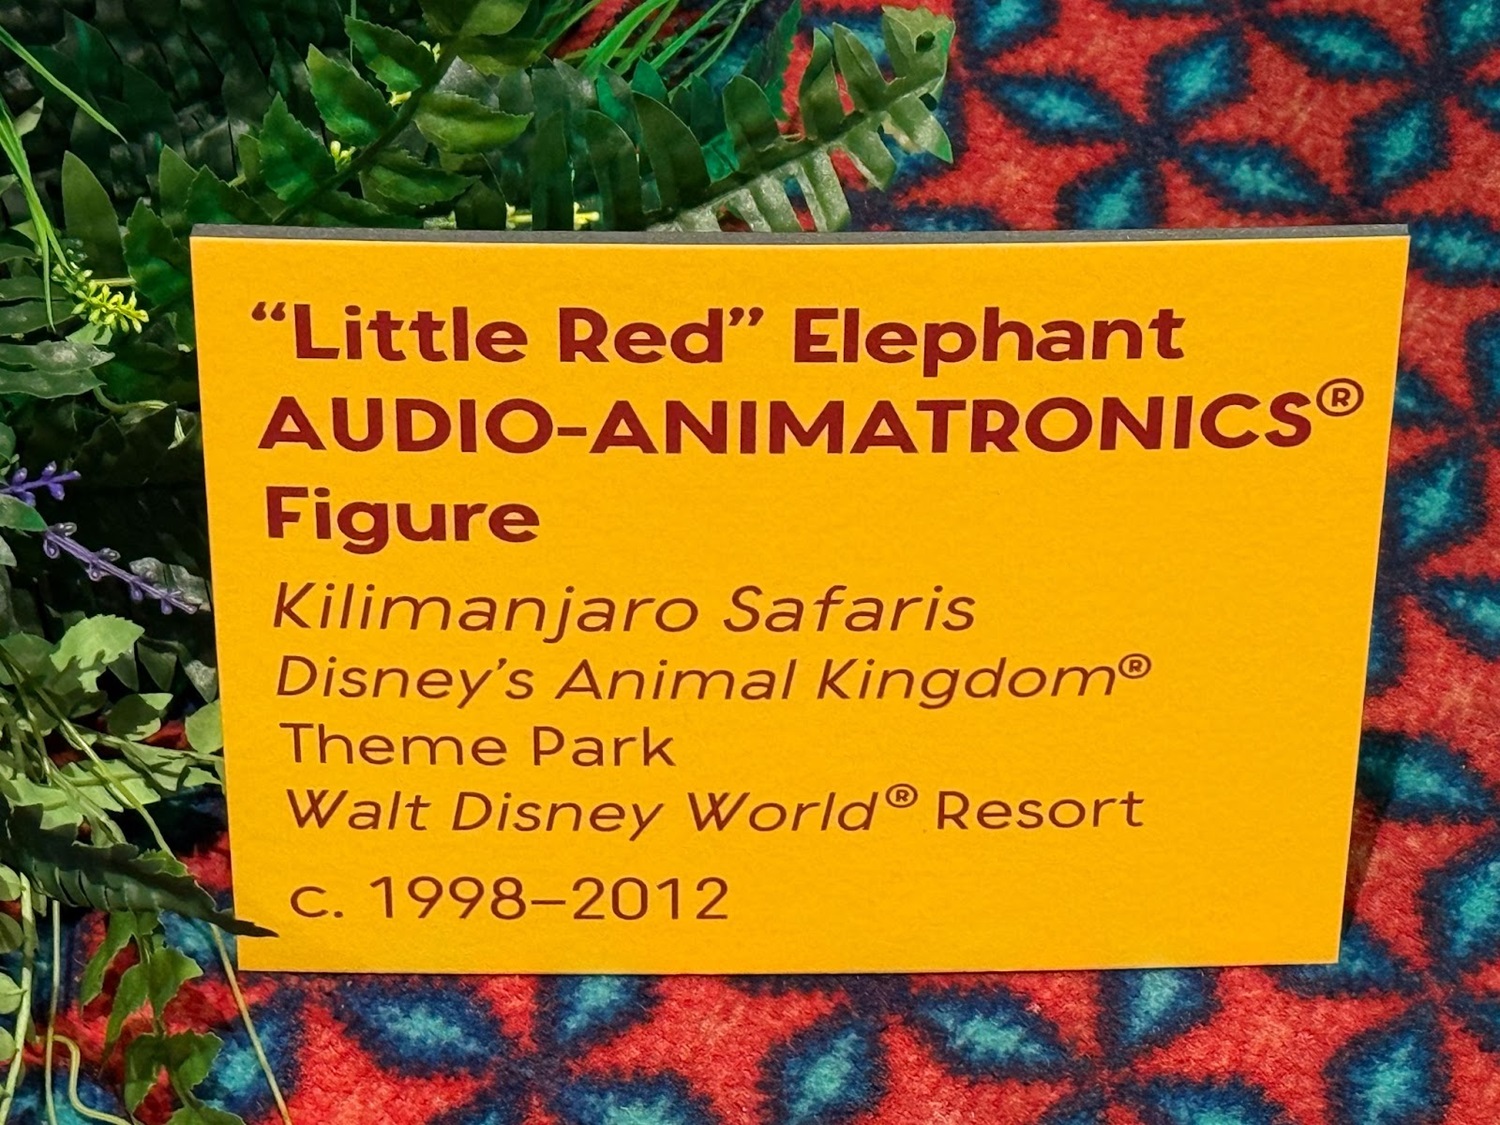 “Little Red” Elephant
AUDIO-ANIMATRONICS®
Figure
Kilimanjaro Safaris
Disney’s Animal Kingdom®
Theme Park
Walt Disney World® Resort
c. 1998–2012